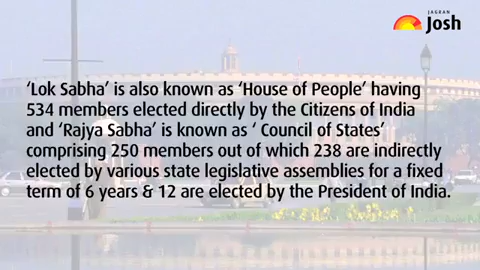 JAGRAN
Josh
‘Lok Sabha’ is also known as ‘House of People’ having
534 members elected directly by the Citizens of India
and ‘Rajya Sabha’ is known as ‘ Council of States’
comprising 250 members out of which 238 are indirectly
elected by various state legislative assemblies for a fixed
term of 6 years & 12 are elected by the President of India.